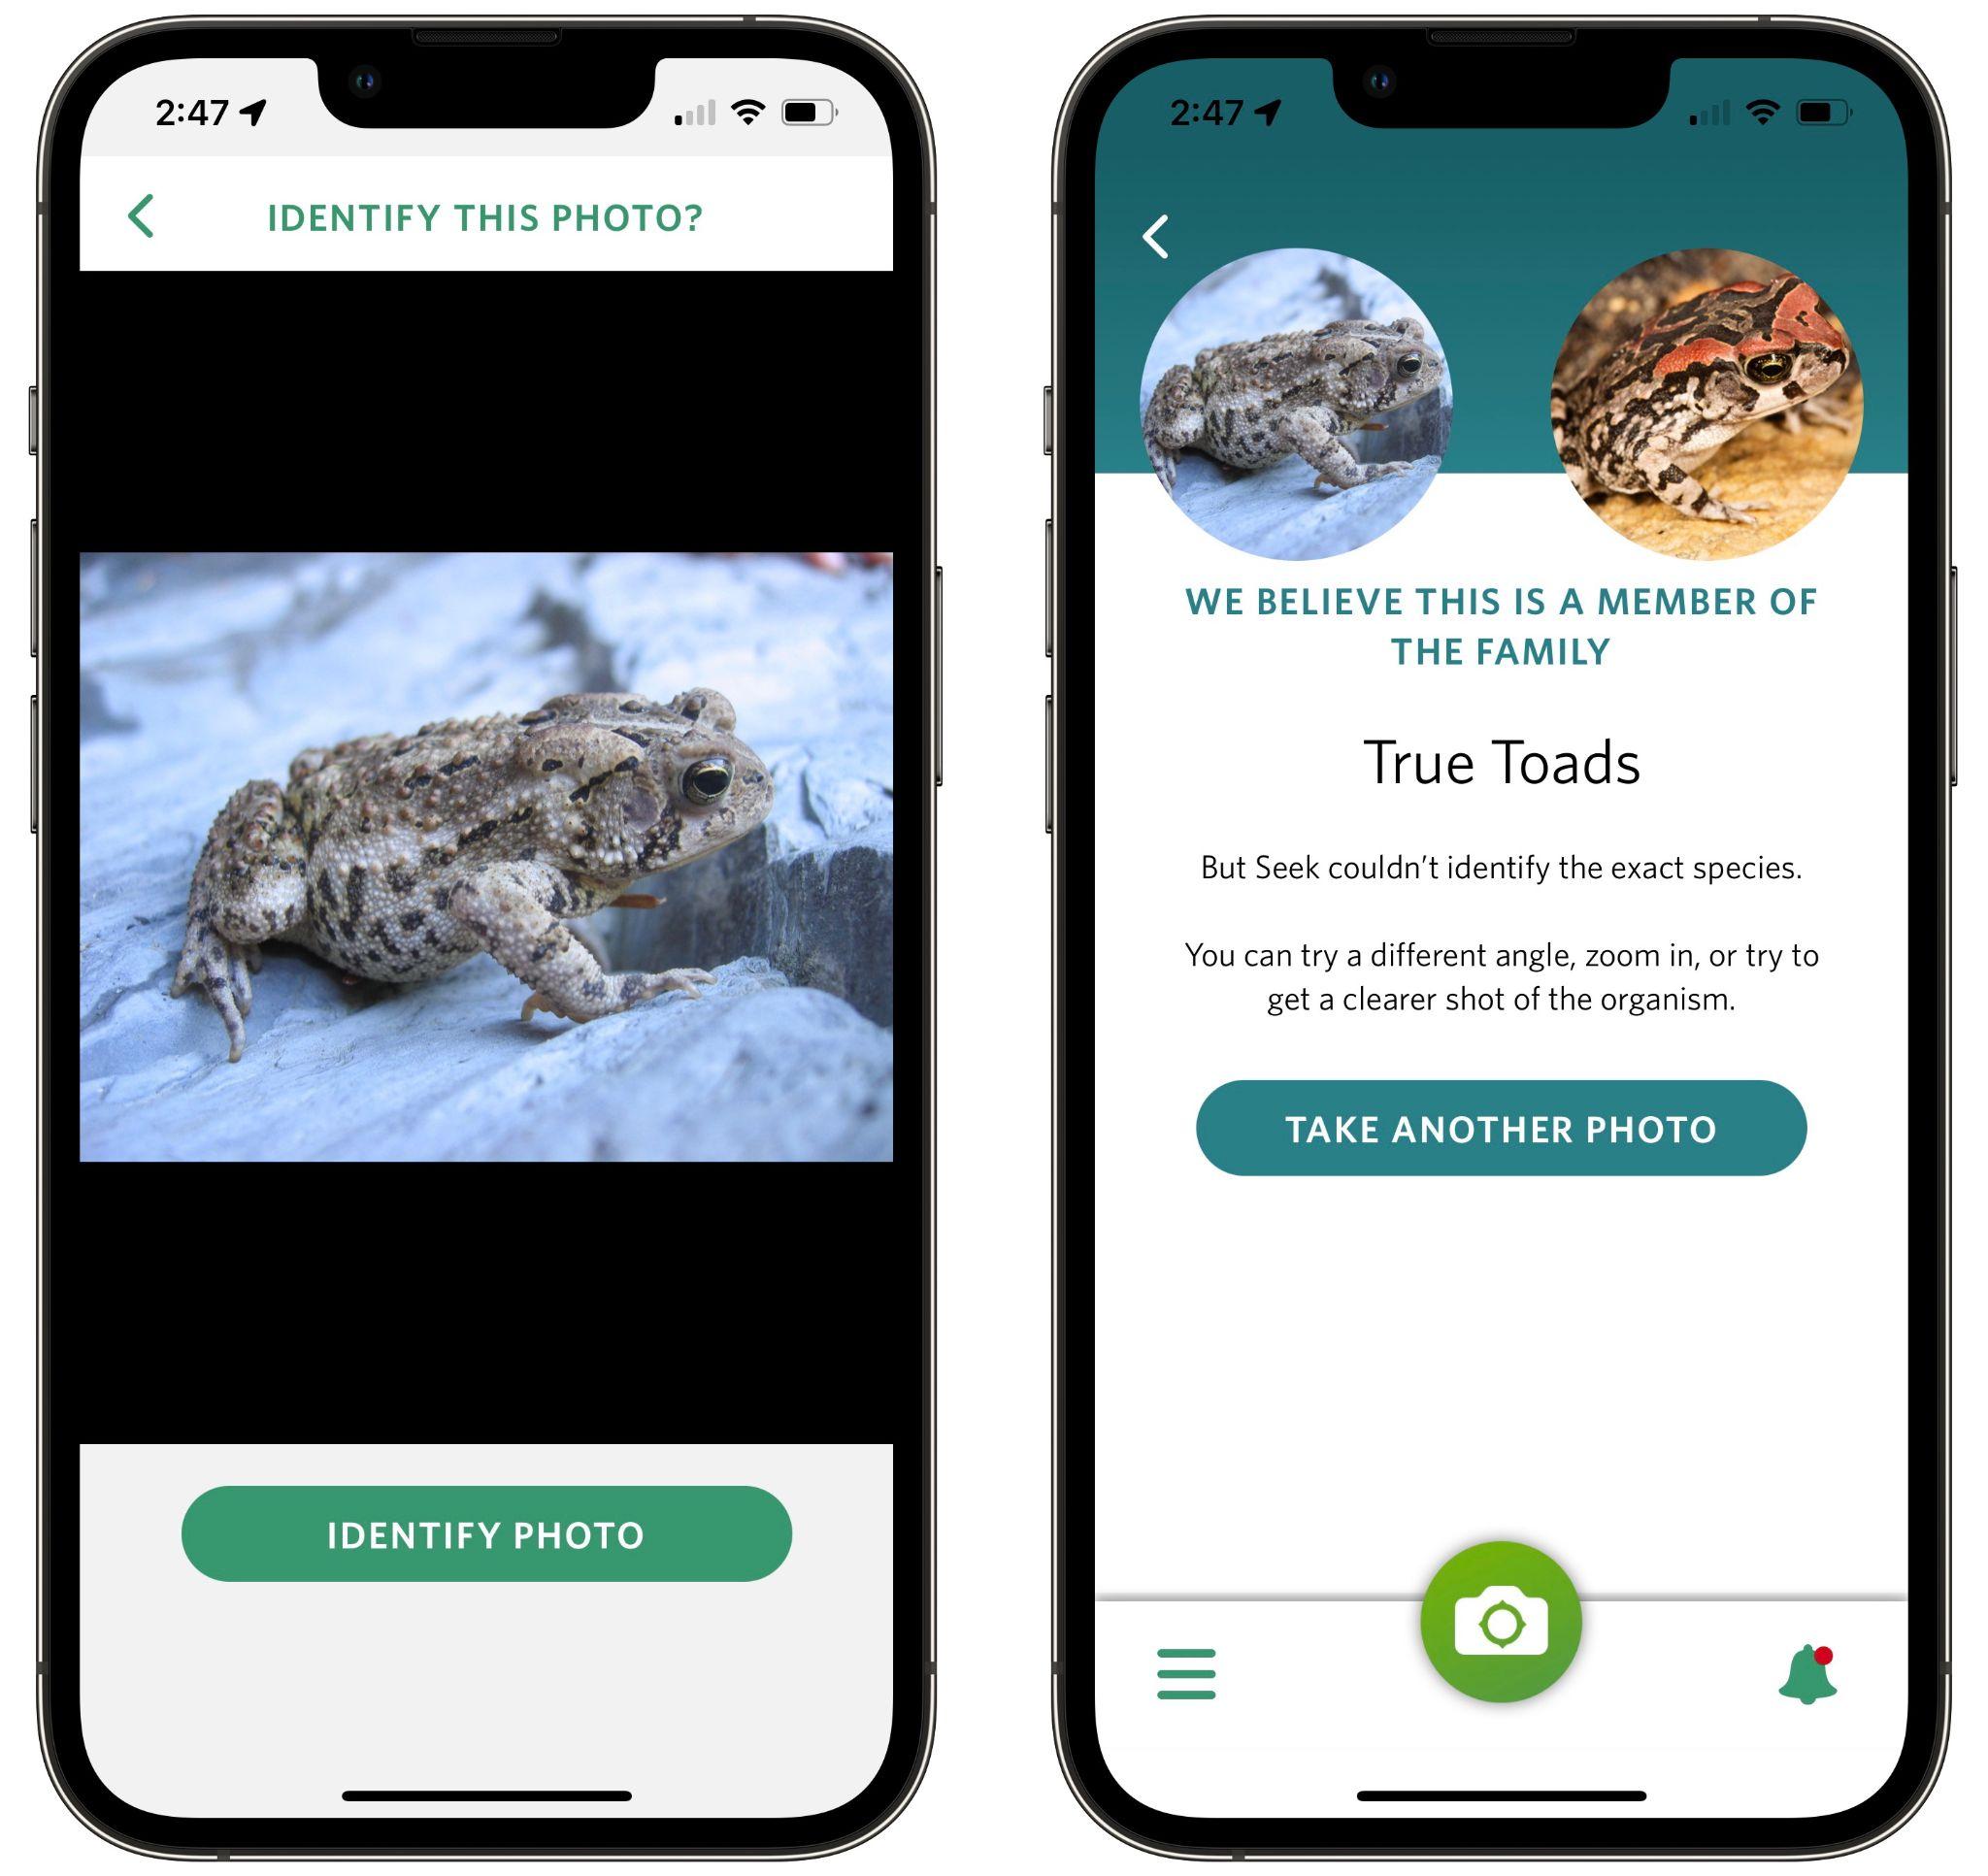 2:47
IDENTIFY THIS PHOTO?
IDENTIFY PHOTO
2:47
WE BELIEVE THIS IS A MEMBER OF
THE FAMILY
True Toads
But Seek couldn’t identify the exact species.
You can try a different angle, zoom in, or try to
get a clearer shot of the organism.
TAKE ANOTHER PHOTO